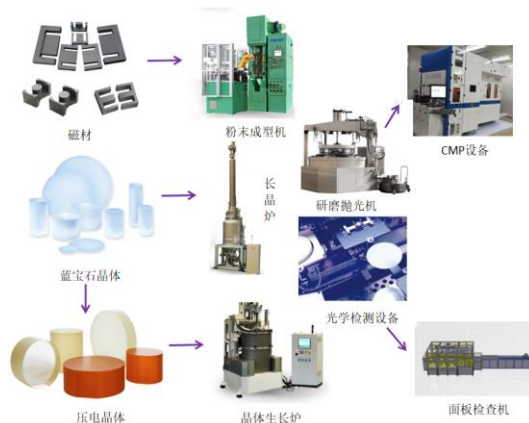 磁材
粉末成型机
CMP设备
蓝宝石晶体
长晶炉
研磨抛光机
光学检测设备
压电晶体
晶体生长炉
面板检查机